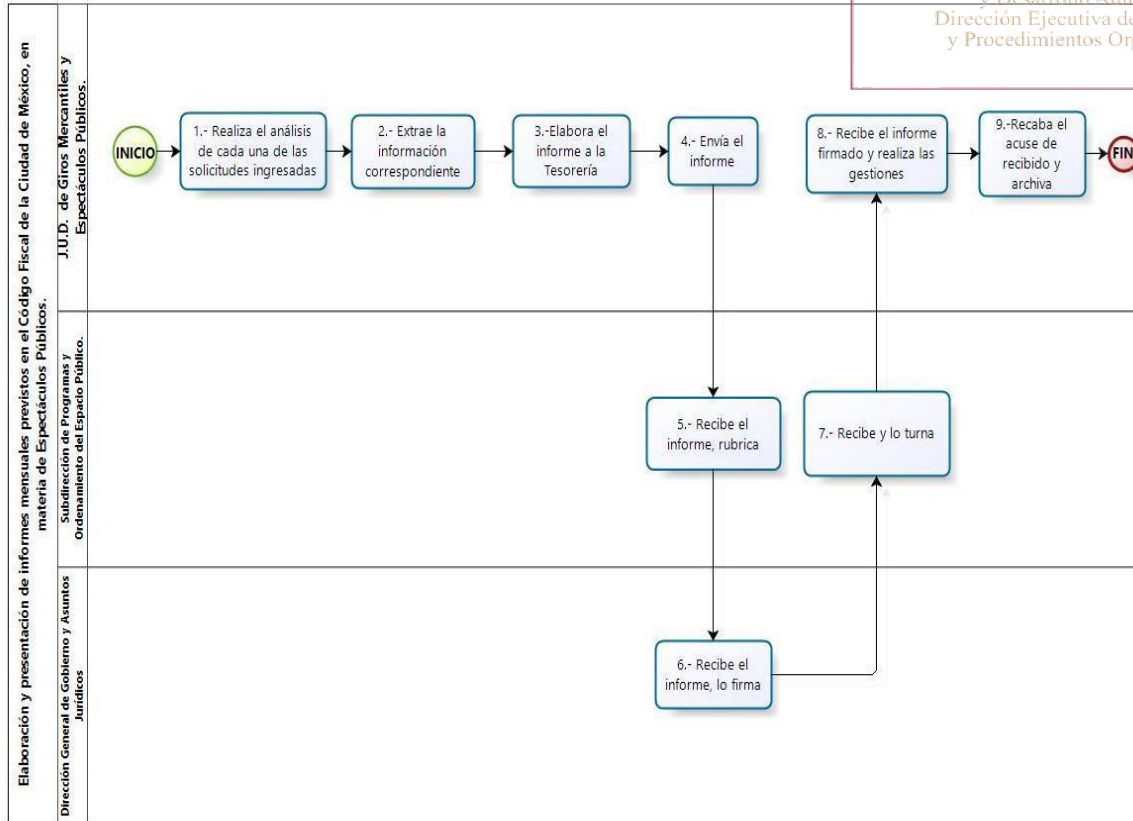 y Desarrollo
Dirección Ejecutiva de
y Procedimientos
Elaboración y presentación de informes mensuales previstos en el Código Fiscal de la Ciudad de México, en
materia de Espectáculos Públicos.
J.U.D. de Giros Mercantiles y
Espectáculos Públicos.
INICIO
1.- Realiza el análisis
de cada una de las
solicitudes ingresadas
2.- Extrae la
información
correspondiente
3.-Elabora el
informe a la
Tesorería
4.- Envía el
informe
8.- Recibe el informe
firmado y realiza las
gestiones
9.-Recaba el
acuse de
recibido y
archiva
FIN
Subdirección de Programas y
Ordenamiento del Espacio Público.
5.- Recibe el
informe, rubrica
7.- Recibe y lo turna
Dirección General de Gobierno y Asuntos
Jurídicos
6.- Recibe el
informe, lo firma